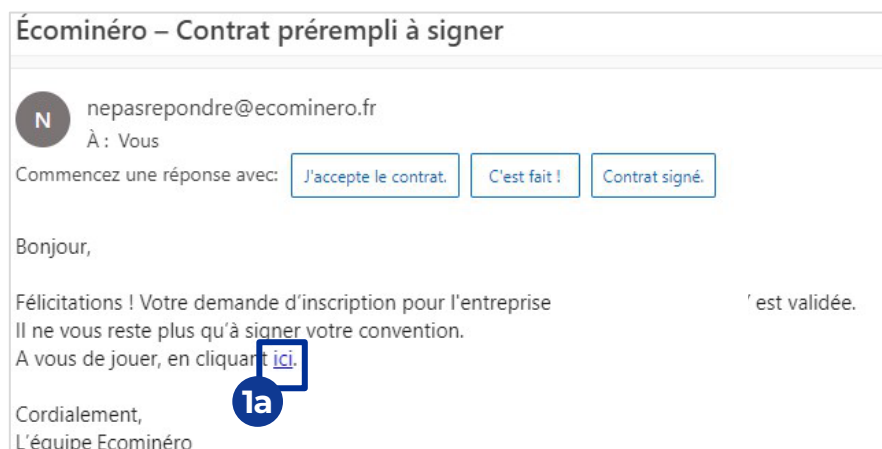 Écominéro – Contrat prérempli à signer
N
nepasrepondre@ecominero.fr
À : Vous
Commencez une réponse avec: J'accepte le contrat. C'est fait ! Contrat signé.
Bonjour,
Félicitations ! Votre demande d'inscription pour l'entreprise est validée.
Il ne vous reste plus qu'à signer votre convention.
A vous de jouer, en cliquant ici.
1a
Cordialement,
L'équipe Ecominéro